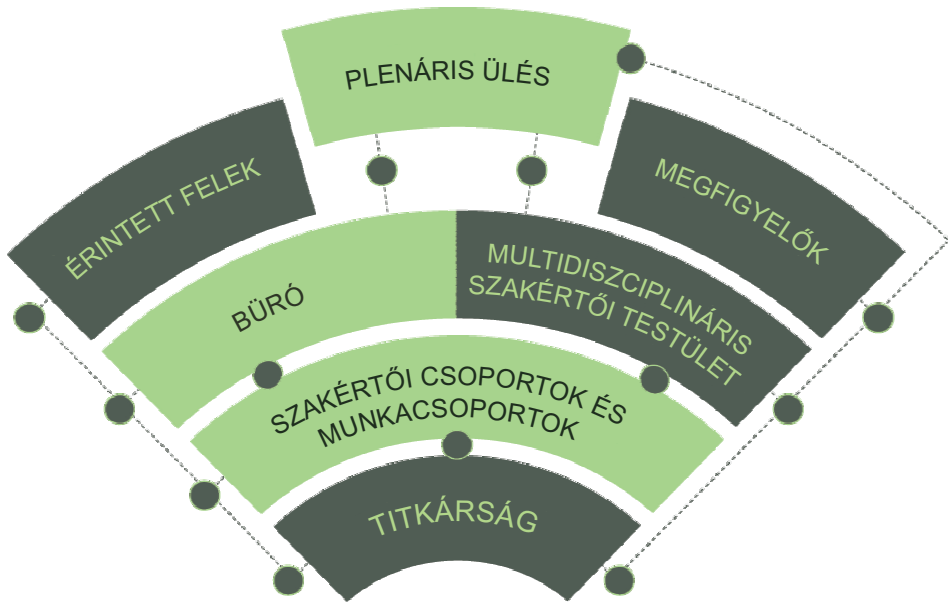 PLENÁRIS ÜLÉS
ÉRINTETT FELEK
MEGFIGYELŐK
BÜRÓ
MULTIDISZCIPLINÁRIS
SZAKÉRTŐI TESTÜLET
SZAKÉRTŐI CSOPORTOK ÉS
MUNKACSOPORTOK
TITKÁRSÁG